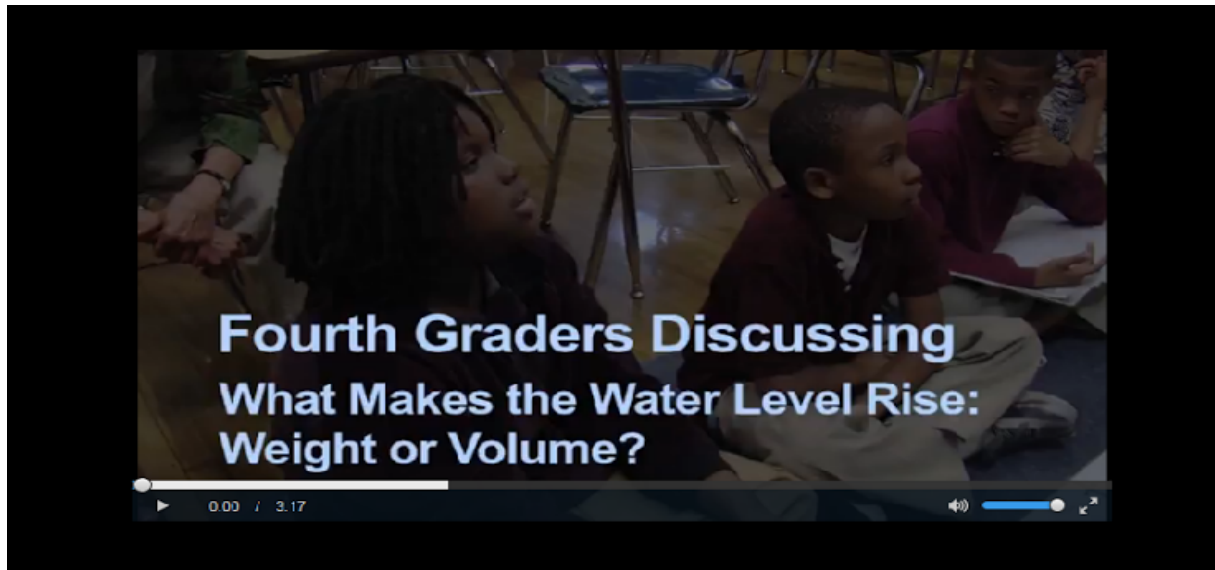 Fourth Graders Discussing
What Makes the Water Level Rise:
Weight or Volume?
0.00 / 3.17